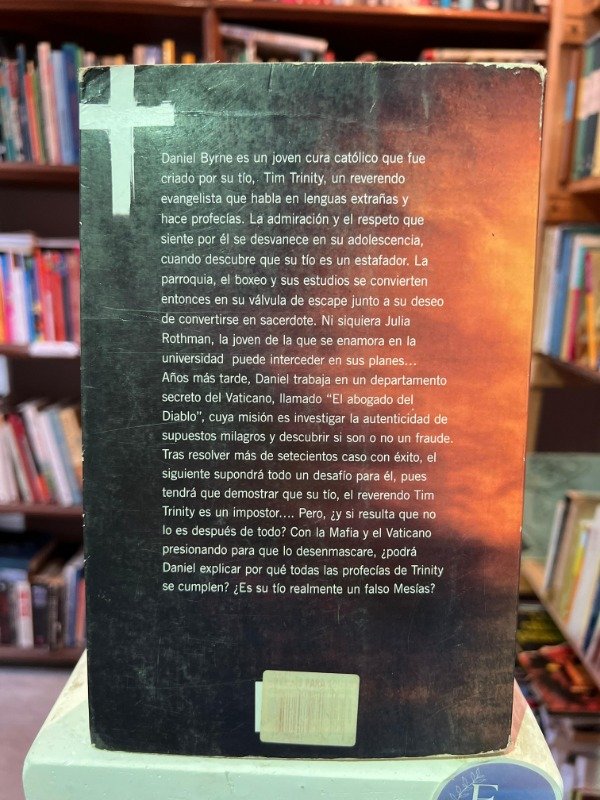 Daniel Byrne es un joven cura católico que fue
criado por su tío, Tim Trinity, un reverendo
evangelista que habla en lenguas extrañas y
hace profecías. La admiración y el respeto que
siente por él se desvanece en su adolescencia,
cuando descubre que su tío es un estafador. La
parroquia, el boxeo y sus estudios se convierten
entonces en su válvula de escape junto a su deseo
de convertirse en sacerdote. Ni siquiera Julia
Rothman, la joven de la que se enamora en la
universidad puede interceder en sus planes...
Años más tarde, Daniel trabaja en un departamento
secreto del Vaticano, llamado “El abogado del
Diablo”, cuya misión es investigar la autenticidad de
supuestos milagros y descubrir si son o no un fraude.
Tras resolver más de setecientos caso con éxito, el
siguiente supondrá todo un desafío para él, pues
tendrá que demostrar que su tío, el reverendo Tim
Trinity es un impostor.... Pero, ¿y si resulta que no
lo es después de todo? Con la Mafia y el Vaticano
presionando para que lo desenmascare, ¿podrá
Daniel explicar por qué todas las profecías de Trinity
se cumplen? ¿Es su tío realmente un falso Mesías?
E